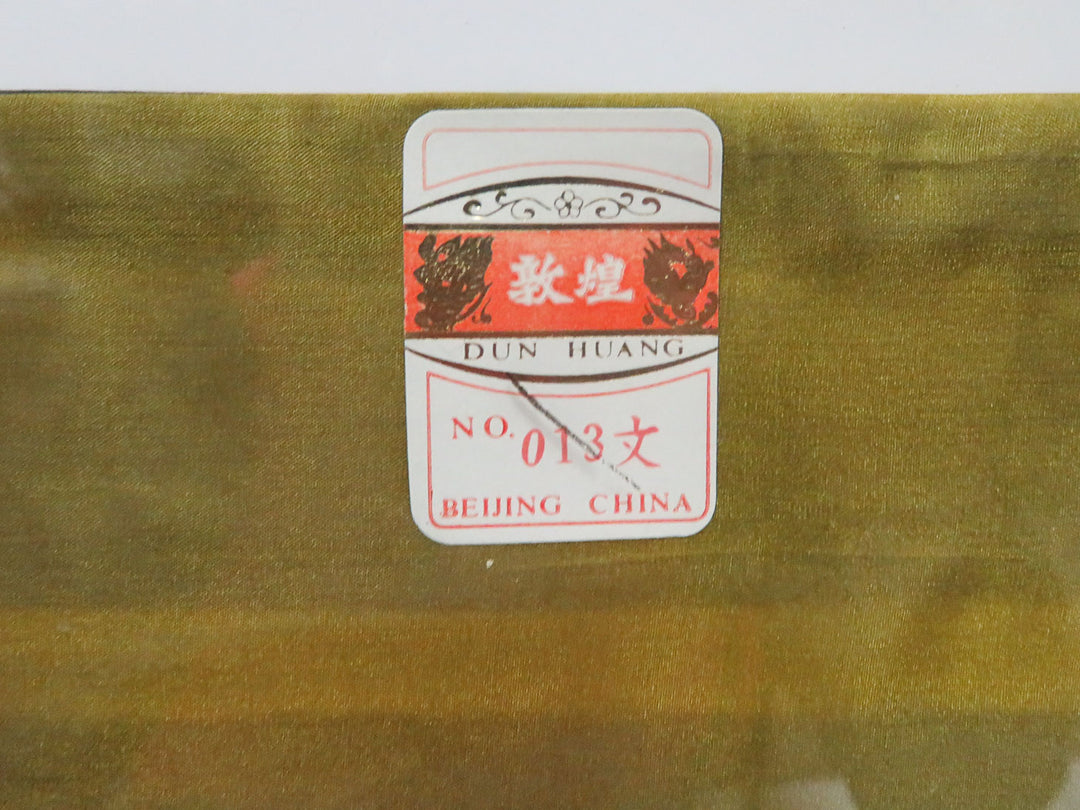 敦煌
DUN HUANG
NO. 013文
BEIJING CHINA